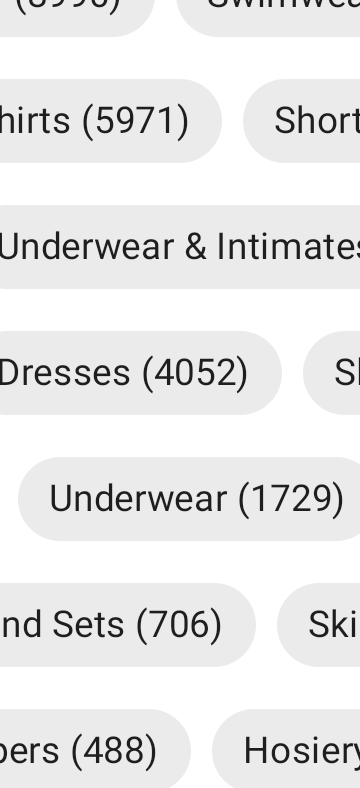 hirts (5971) Short
Underwear & Intimates
Dresses (4052)
Underwear (1729)
nd Sets (706) Ski
pers (488) Hosiery